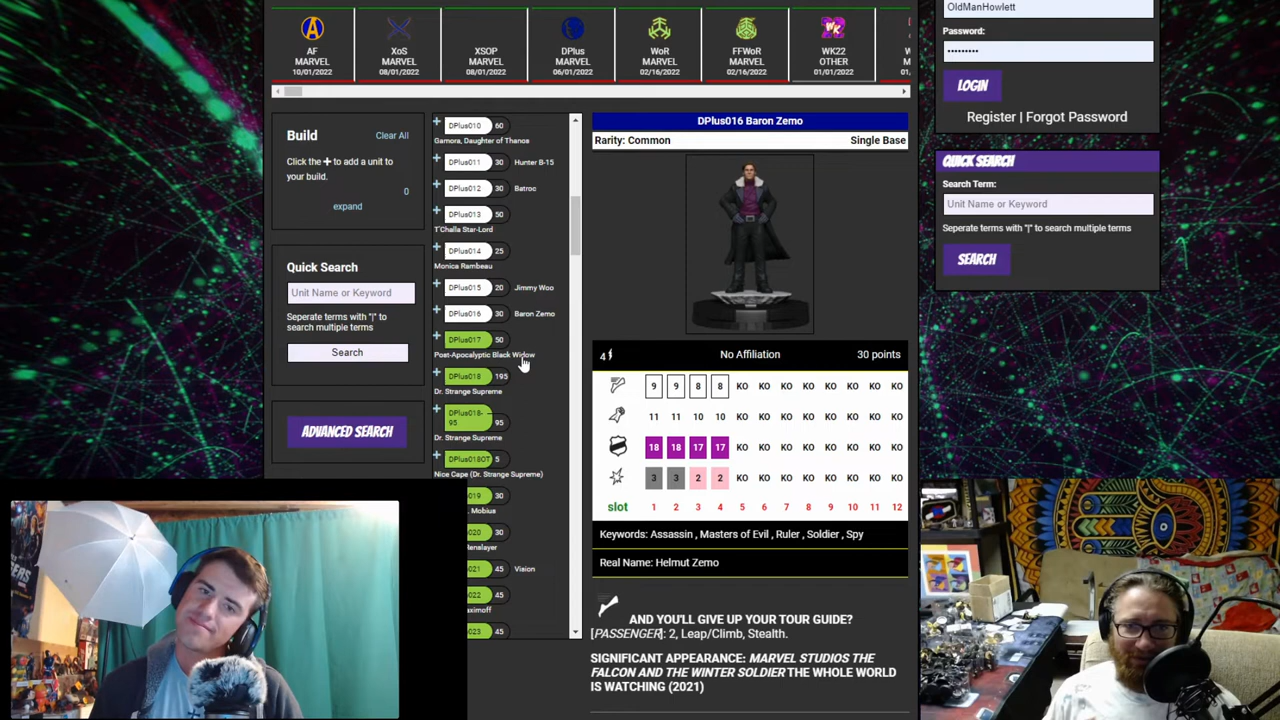 AF
MARVEL
10/01/2022
XoS
MARVEL
08/01/2022
XSOP
MARVEL
08/01/2022
DPlus
MARVEL
06/01/2022
WoR
MARVEL
02/16/2022
FFWoR
MARVEL
02/16/2022
WK22
OTHER
01/01/2022
Build
Clear All
Click the + to add a unit to
your build.
0
expand
Quick Search
Unit Name or Keyword
Seperate terms with "|" to
search multiple terms
Search
ADVANCED SEARCH
DPlus010 60
Gamora, Daughter of Thanos
DPlus011 30 Hunter B-15
DPlus012 30 Batroc
DPlus013 50
T'Challa Star-Lord
DPlus014 25
Monica Rambeau
DPlus015 20 Jimmy Woo
DPlus016 30 Baron Zemo
DPlus017 50
Post-Apocalyptic Black Widow
DPlus018 195
Dr. Strange Supreme
DPlus018-
95 95
Dr. Strange Supreme
DPlus018OT 5
Nice Cape (Dr. Strange Supreme)
019 30
Mobius
020 30
021 45 Vision
022 45
023 45
DPlus016 Baron Zemo
Rarity: Common Single Base
4 No Affiliation 30 points
9 9 8 8 KO KO KO KO KO KO KO KO
11 11 10 10 KO KO KO KO KO KO KO KO
18 18 17 17 KO KO KO KO KO KO KO KO
3 3 2 2 KO KO KO KO KO KO KO KO
slot 1 2 3 4 5 6 7 8 9 10 11 12
Keywords: Assassin , Masters of Evil , Ruler , Soldier , Spy
Real Name: Helmut Zemo
AND YOU'LL GIVE UP YOUR TOUR GUIDE?
[PASSENGER]: 2, Leap/Climb, Stealth.
SIGNIFICANT APPEARANCE: MARVEL STUDIOS THE
FALCON AND THE WINTER SOLDIER THE WHOLE WORLD
IS WATCHING (2021)
OldManHowlett
Password:
•••••••••
LOGIN
Register | Forgot Password
QUICK SEARCH
Search Term:
Unit Name or Keyword
Seperate terms with "|" to search multiple terms
SEARCH